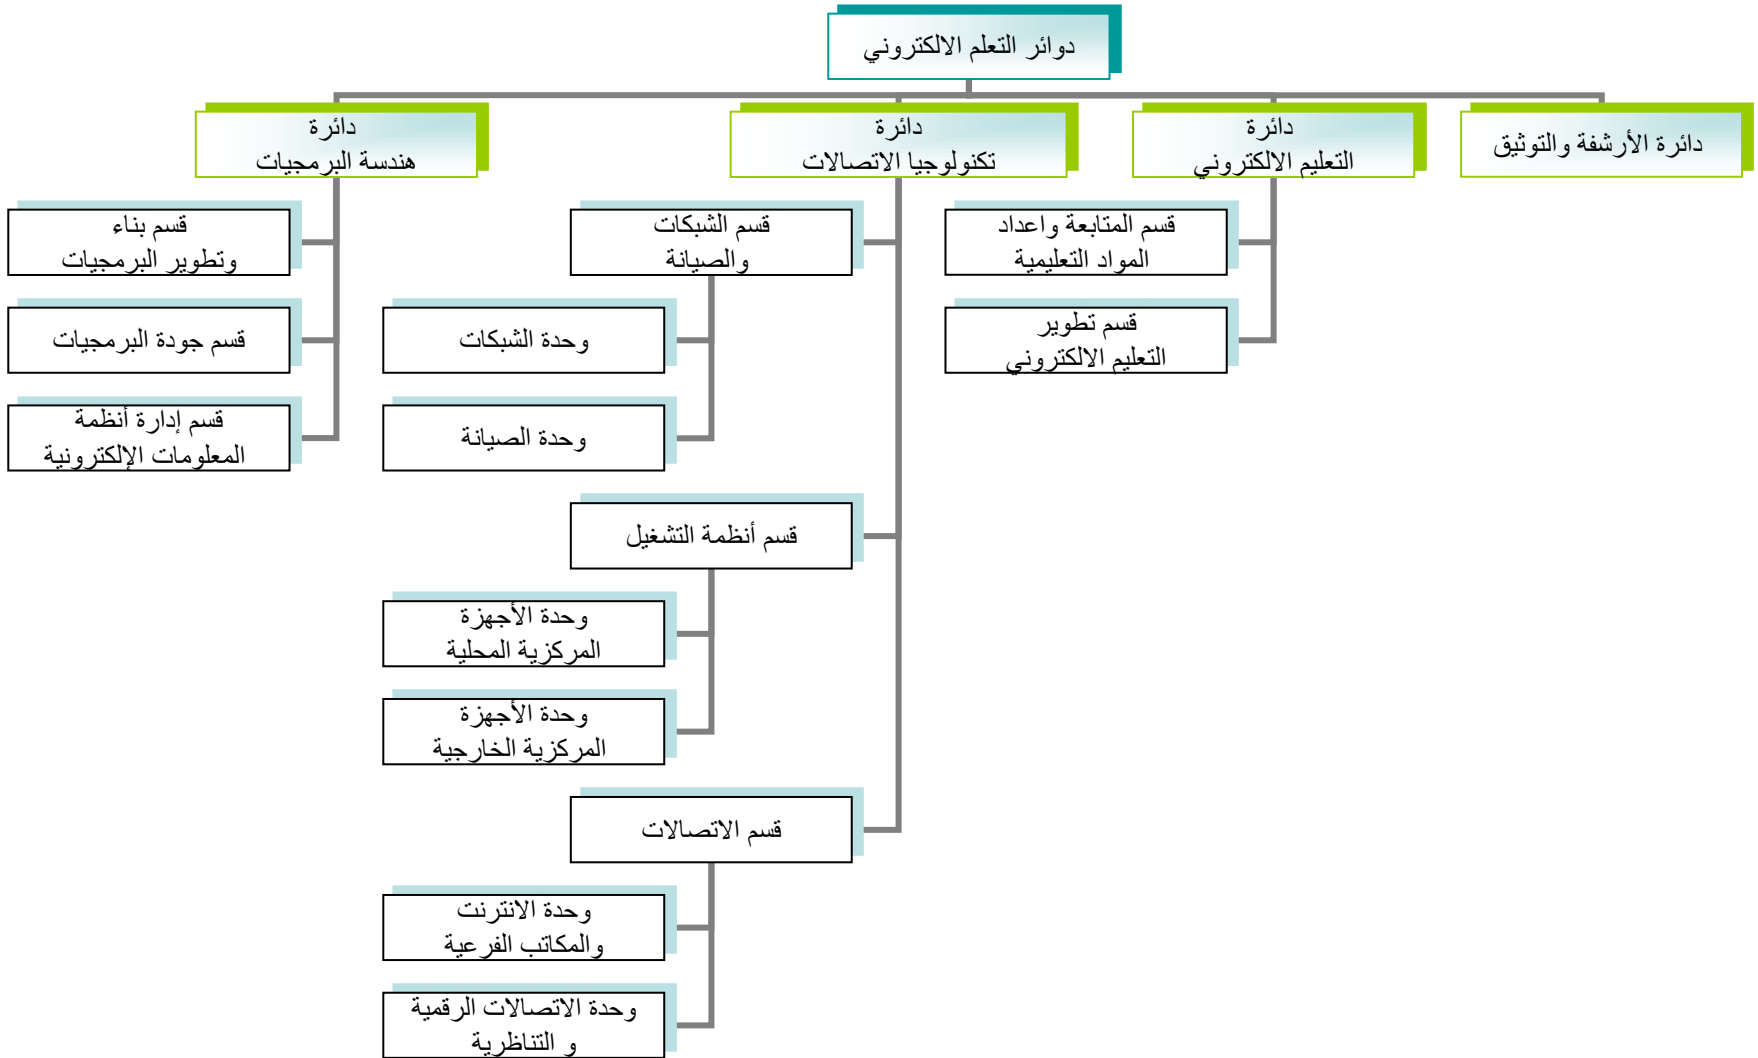 دوائر التعلم الالكتروني
دائرة الأرشفة والتوثيق
دائرة
التعليم الالكتروني
قسم المتابعة واعداد
المواد التعليمية
قسم تطوير
التعليم الالكتروني
دائرة
تكنولوجيا الاتصالات
قسم الشبكات
والصيانة
وحدة الشبكات
وحدة الصيانة
قسم أنظمة التشغيل
وحدة الأجهزة
المركزية المحلية
وحدة الأجهزة
المركزية الخارجية
قسم الاتصالات
وحدة الانترنت
والمكاتب الفرعية
وحدة الاتصالات الرقمية
و التناظرية
دائرة
هندسة البرمجيات
قسم بناء
وتطوير البرمجيات
قسم جودة البرمجيات
قسم إدارة أنظمة
المعلومات الإلكترونية